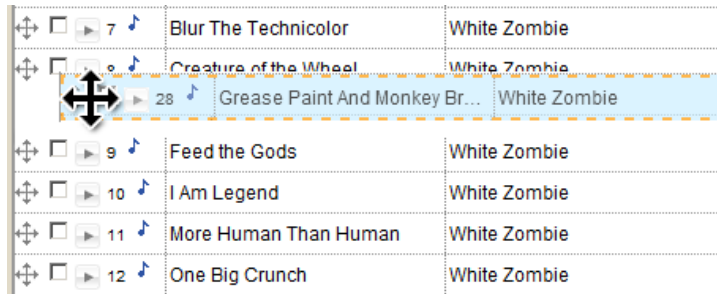 7 Blur The Technicolor White Zombie
8 Creature of the Wheel White Zombie
28 Grease Paint And Monkey Br... White Zombie
9 Feed the Gods White Zombie
10 I Am Legend White Zombie
11 More Human Than Human White Zombie
12 One Big Crunch White Zombie